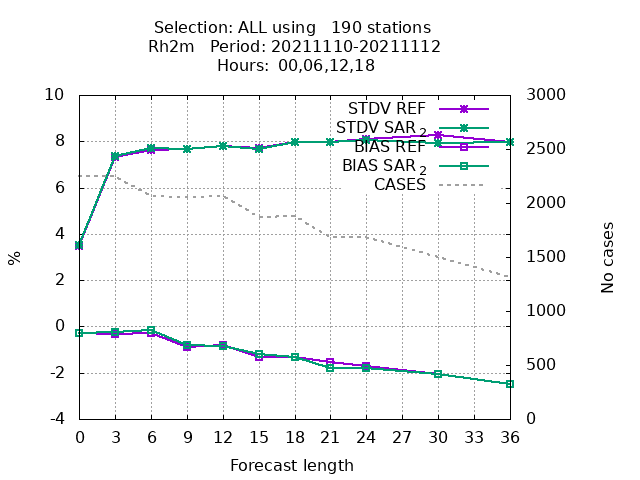 Selection: ALL using 190 stations
Rh2m Period: 20211110-20211112
Hours: 00,06,12,18
10 3000
STDV REF
STDV SAR 2
8 2500
BIAS REF
BIAS SAR 2
CASES
6 2000
4 1500
% No cases
2 1000
0
-2 500
-4 0
0 3 6 9 12 15 18 21 24 27 30 33 36
Forecast length